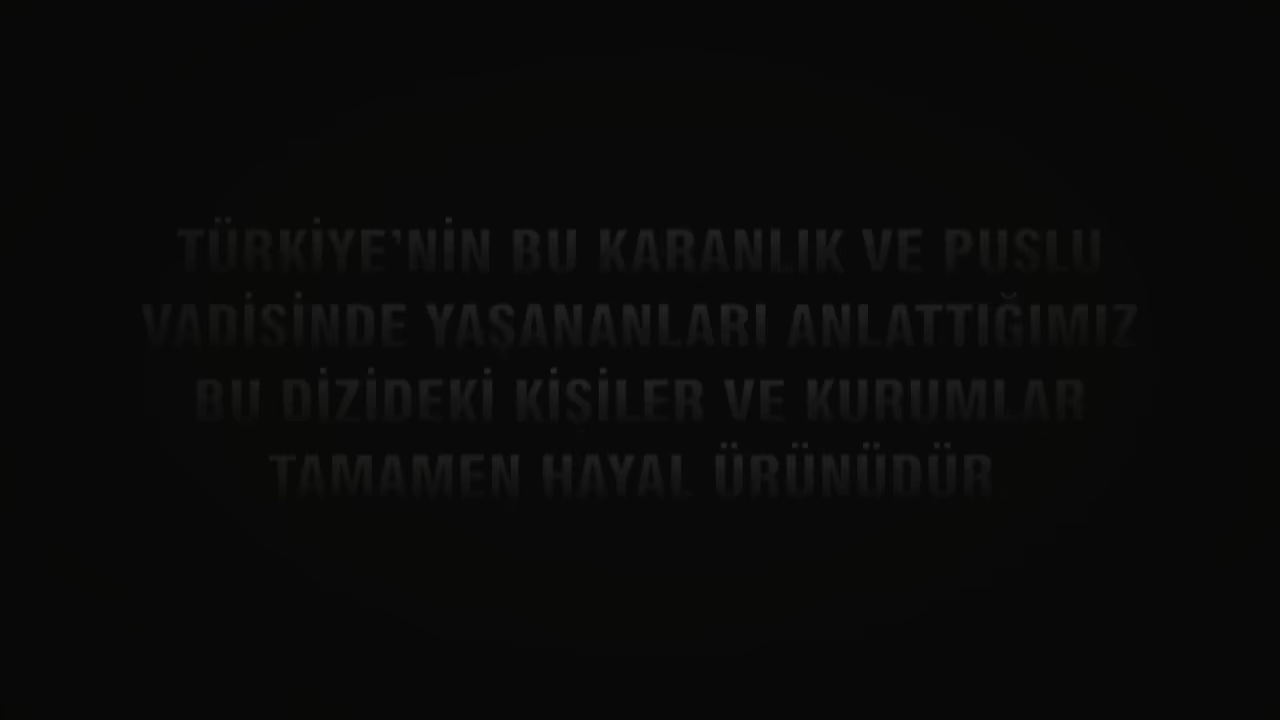 TÜRKİYE'NİN BU KARANLIK VE PUSLU
VADİSİNDE YAŞANANLARI ANLATTIĞIMIZ
BU DİZİDEKİ KİŞİLER VE KURUMLAR
TAMAMEN HAYAL ÜRÜNÜDÜR